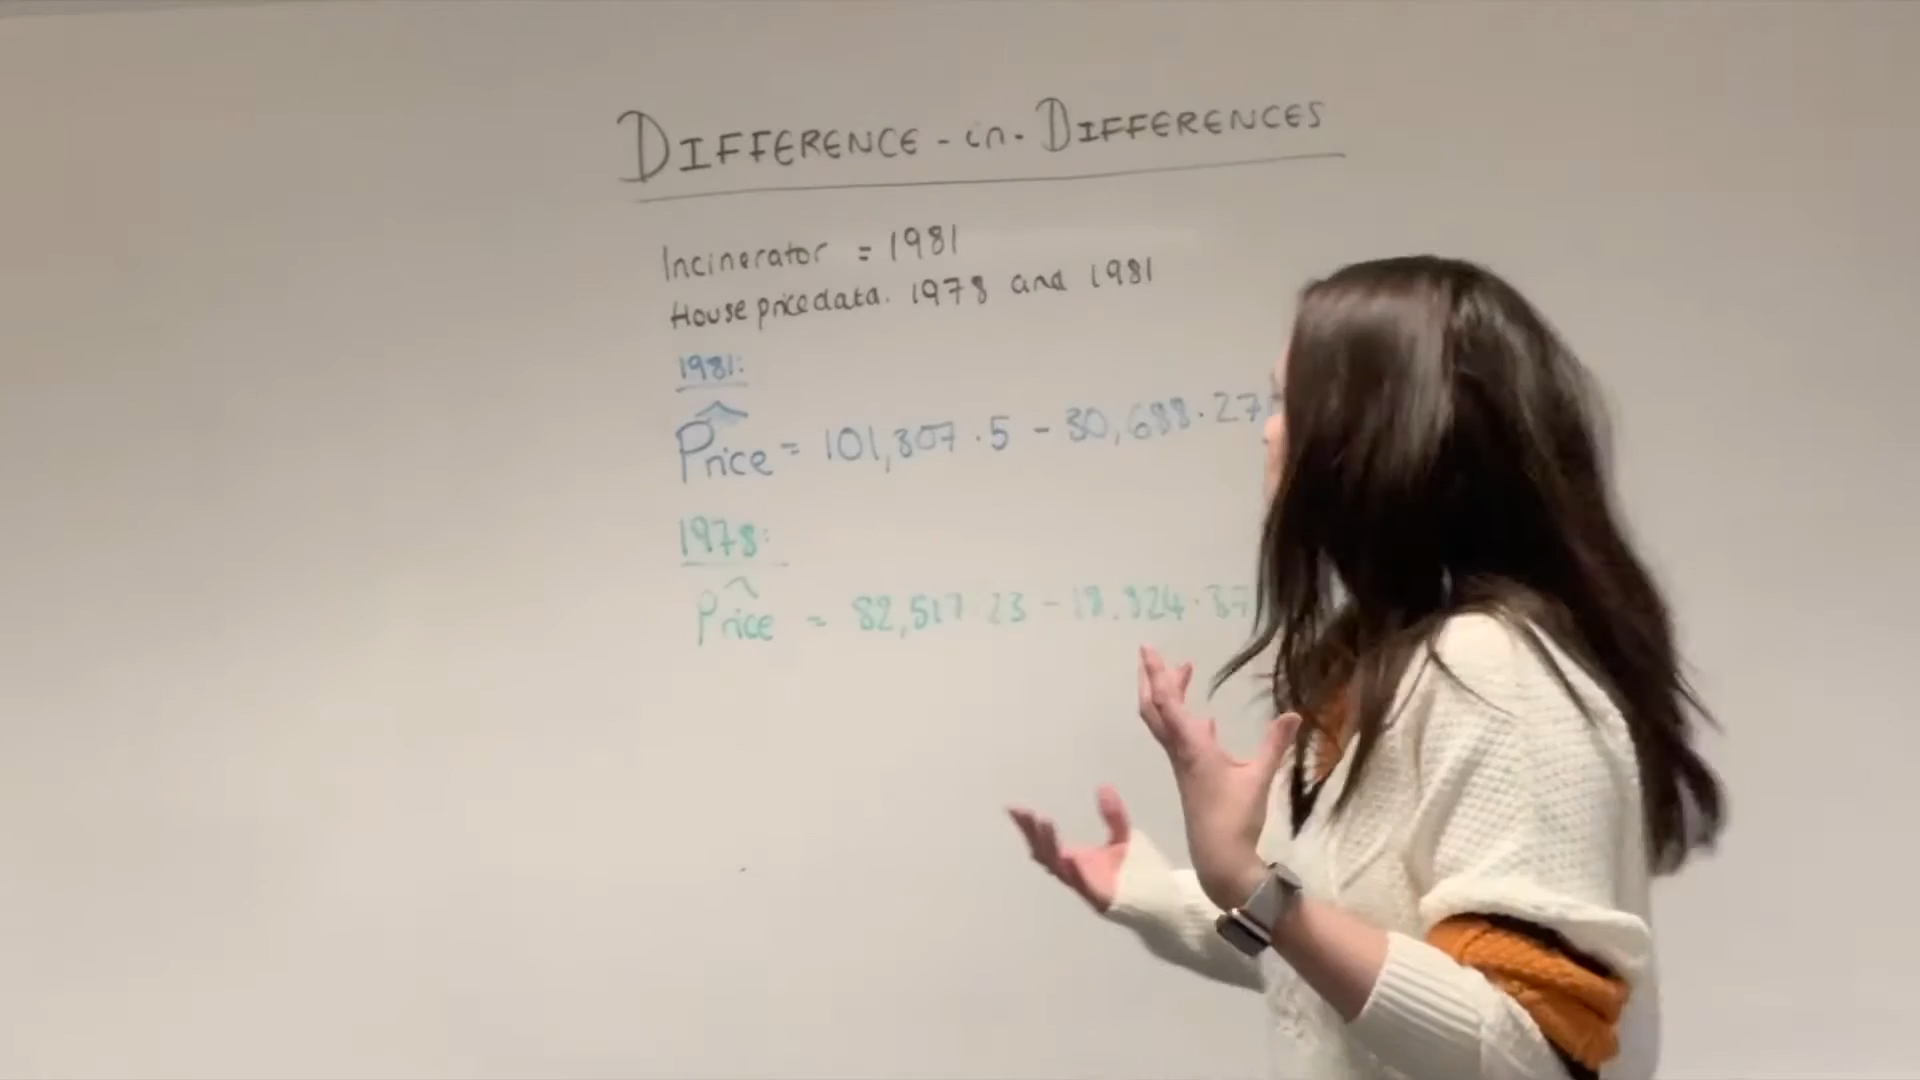 DIFFERENCE-in-DIFFERENCES
Incinerator = 1981
House price data. 1978 and 1981
1981:
Price = 101,307.5 - 30,688.27
1978:
Price = 82,517.23 - 18.824.37